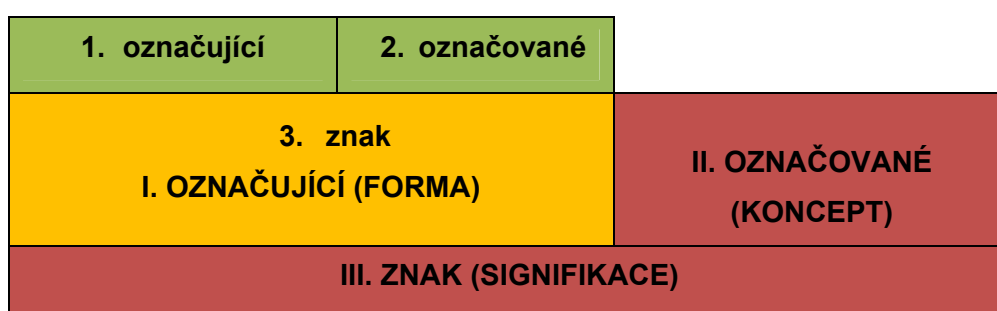 1. označující
2. označované
3. znak
I. OZNAČUJÍCÍ (FORMA)
II. OZNAČOVANÉ
(KONCEPT)
III. ZNAK (SIGNIFIKACE)